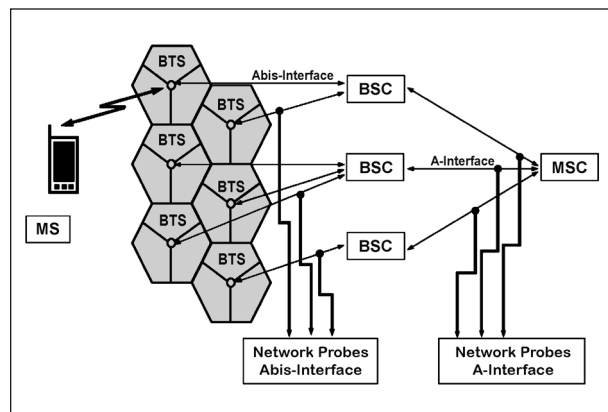 BTS
Abis-Interface
BTS
BSC
BTS
A-Interface
BSC
MSC
BTS
BTS
MS
BSC
BTS
Network Probes
Abis-Interface
Network Probes
A-Interface